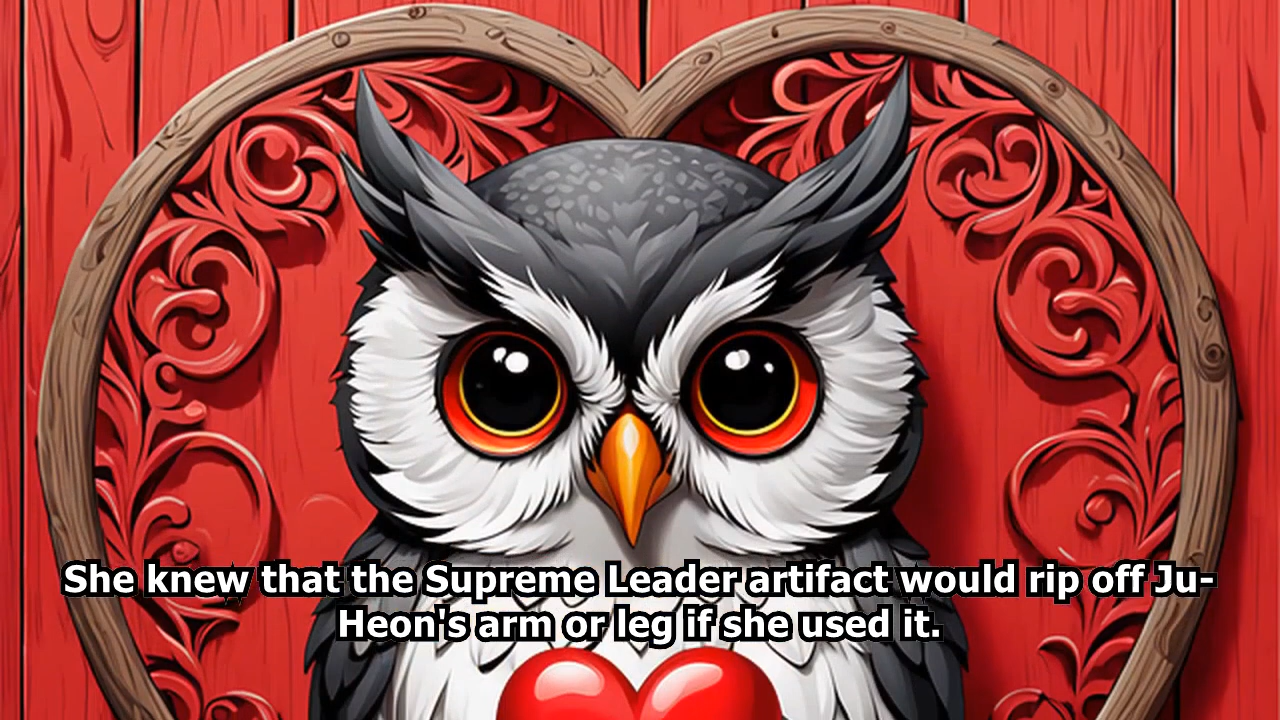 She knew that the Supreme Leader artifact would rip off Ju-
Heon's arm or leg if she used it.